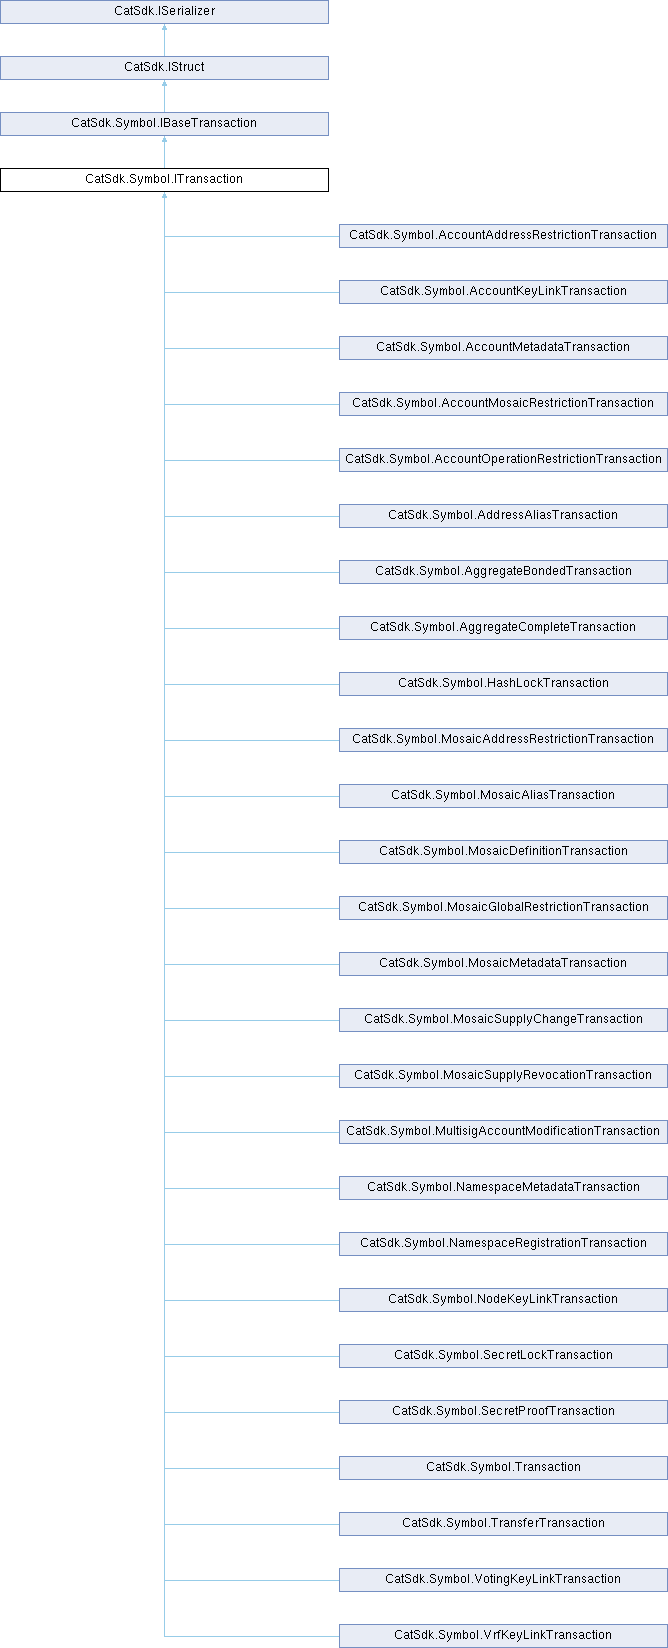 CatSdk.ISerializer
CatSdk.IStruct
CatSdk.Symbol.IBaseTransaction
CatSdk.Symbol.ITransaction
CatSdk.Symbol.AccountAddressRestrictionTransaction
CatSdk.Symbol.AccountKeyLinkTransaction
CatSdk.Symbol.AccountMetadataTransaction
CatSdk.Symbol.AccountMosaicRestrictionTransaction
CatSdk.Symbol.AccountOperationRestrictionTransaction
CatSdk.Symbol.AddressAliasTransaction
CatSdk.Symbol.AggregateBondedTransaction
CatSdk.Symbol.AggregateCompleteTransaction
CatSdk.Symbol.HashLockTransaction
CatSdk.Symbol.MosaicAddressRestrictionTransaction
CatSdk.Symbol.MosaicAliasTransaction
CatSdk.Symbol.MosaicDefinitionTransaction
CatSdk.Symbol.MosaicGlobalRestrictionTransaction
CatSdk.Symbol.MosaicMetadataTransaction
CatSdk.Symbol.MosaicSupplyChangeTransaction
CatSdk.Symbol.MosaicSupplyRevocationTransaction
CatSdk.Symbol.MultisigAccountModificationTransaction
CatSdk.Symbol.NamespaceMetadataTransaction
CatSdk.Symbol.NamespaceRegistrationTransaction
CatSdk.Symbol.NodeKeyLinkTransaction
CatSdk.Symbol.SecretLockTransaction
CatSdk.Symbol.SecretProofTransaction
CatSdk.Symbol.Transaction
CatSdk.Symbol.TransferTransaction
CatSdk.Symbol.VotingKeyLinkTransaction
CatSdk.Symbol.VrfKeyLinkTransaction